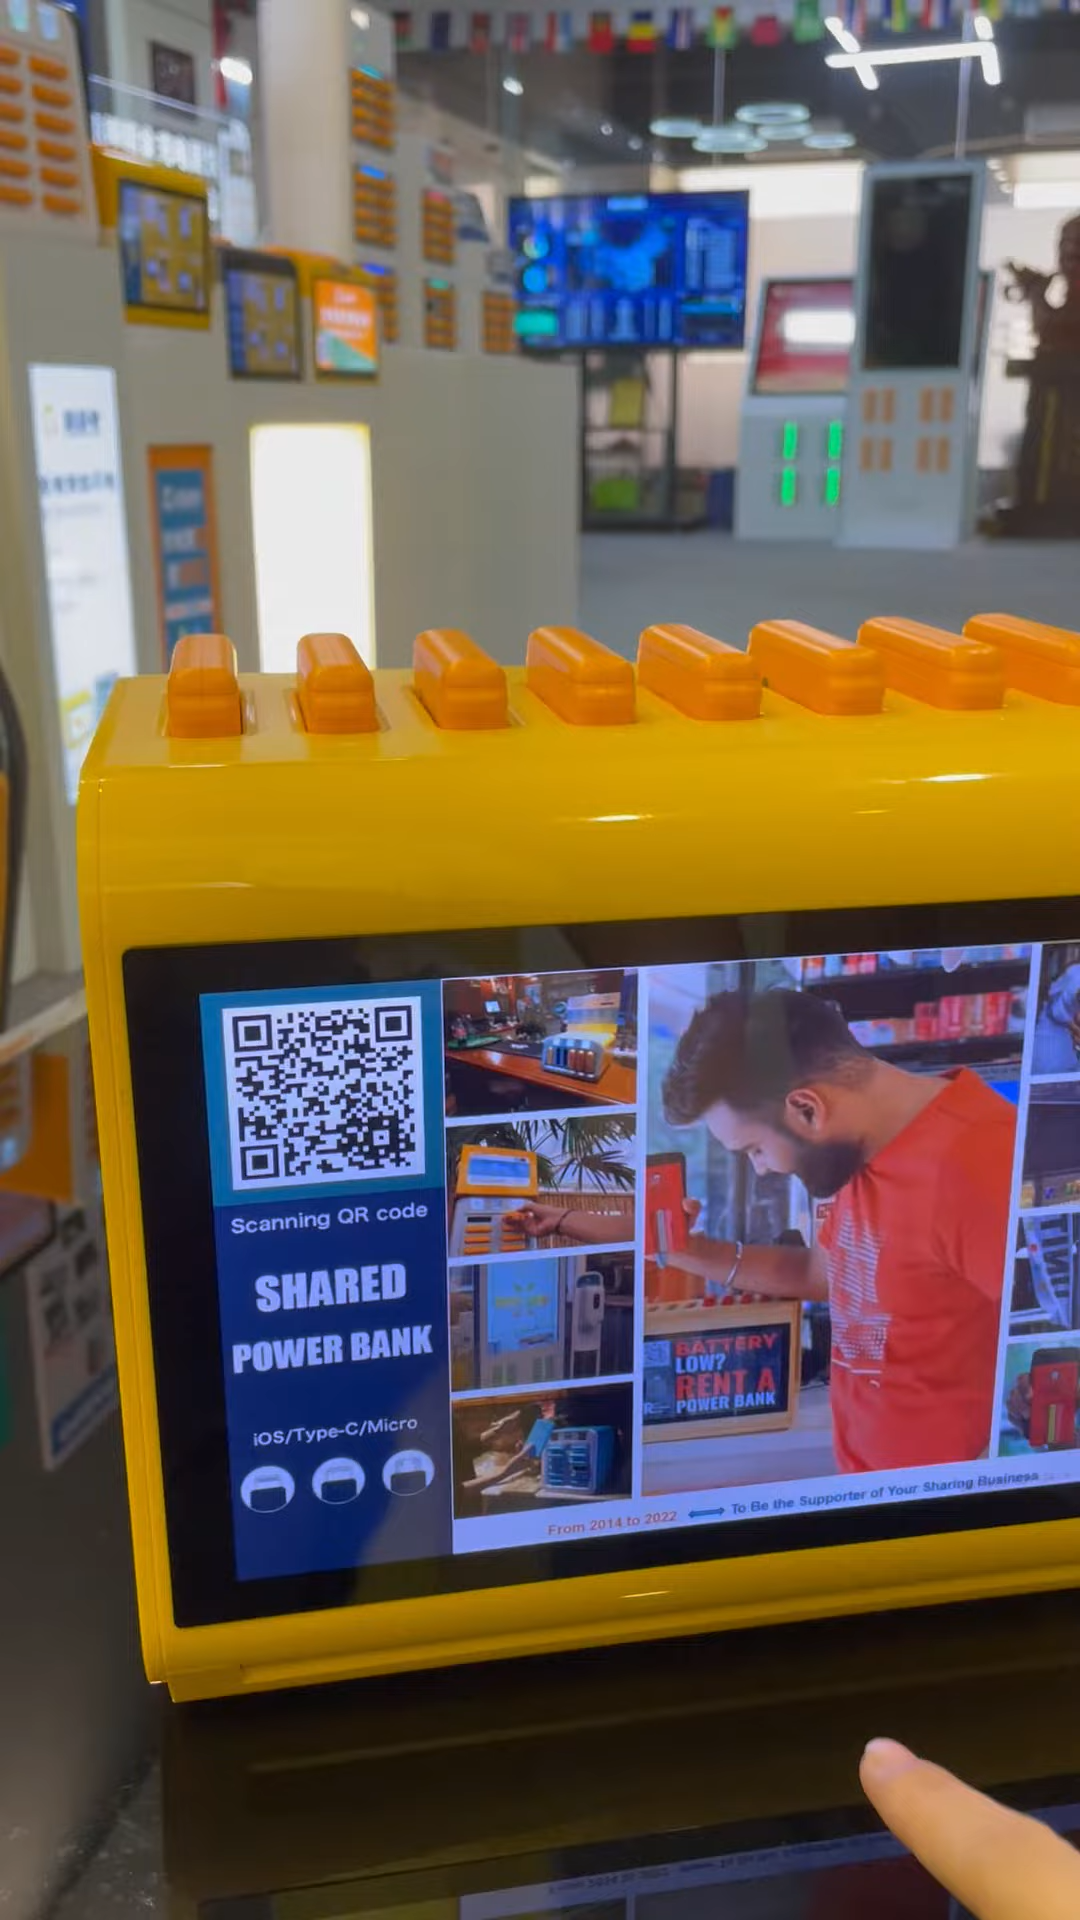 Scanning QR code
SHARED
POWER BANK
iOS/Type-C/Micro
BATTERY
LOW?
RENT A
POWER BANK
From 2014 to 2022
To Be the Supporter of Your Sharing Business